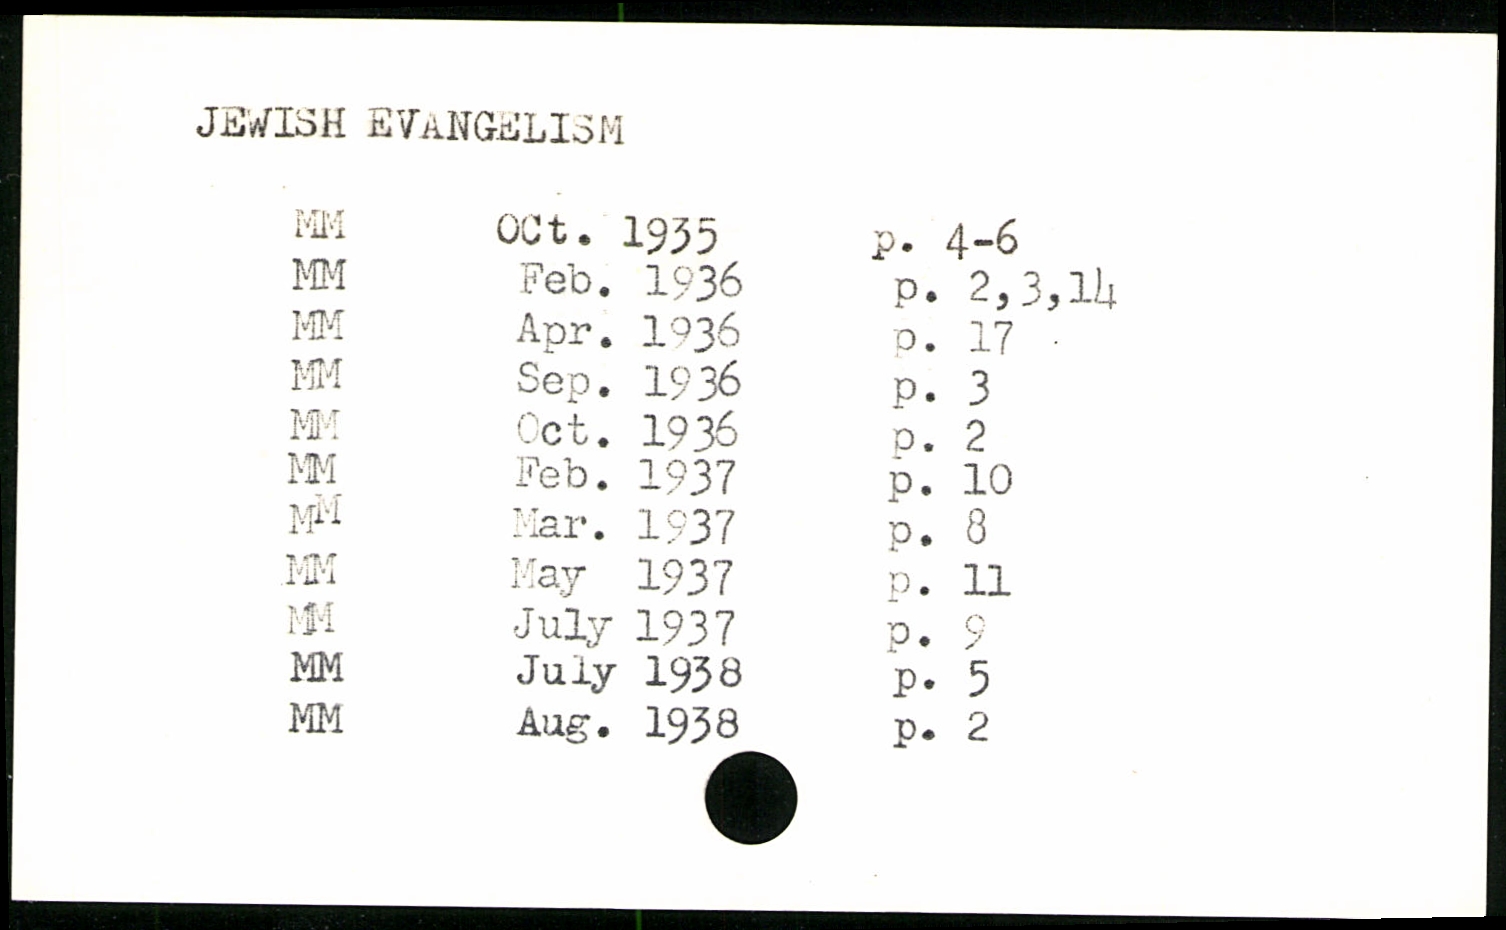 JEWISH EVANGELISM
MM OCt. 1935 p. 4-6
MM Feb. 1936 p. 2,3,14
MM Apr. 1936 p. 17
MM Sep. 1936 p. 3
MM Oct. 1936 p. 2
MM Feb. 1937 p. 10
MM Mar. 1937 p. 8
MM May 1937 p. 11
MM July 1937 p. 9
MM July 1938 p. 5
MM Aug. 1938 p. 2